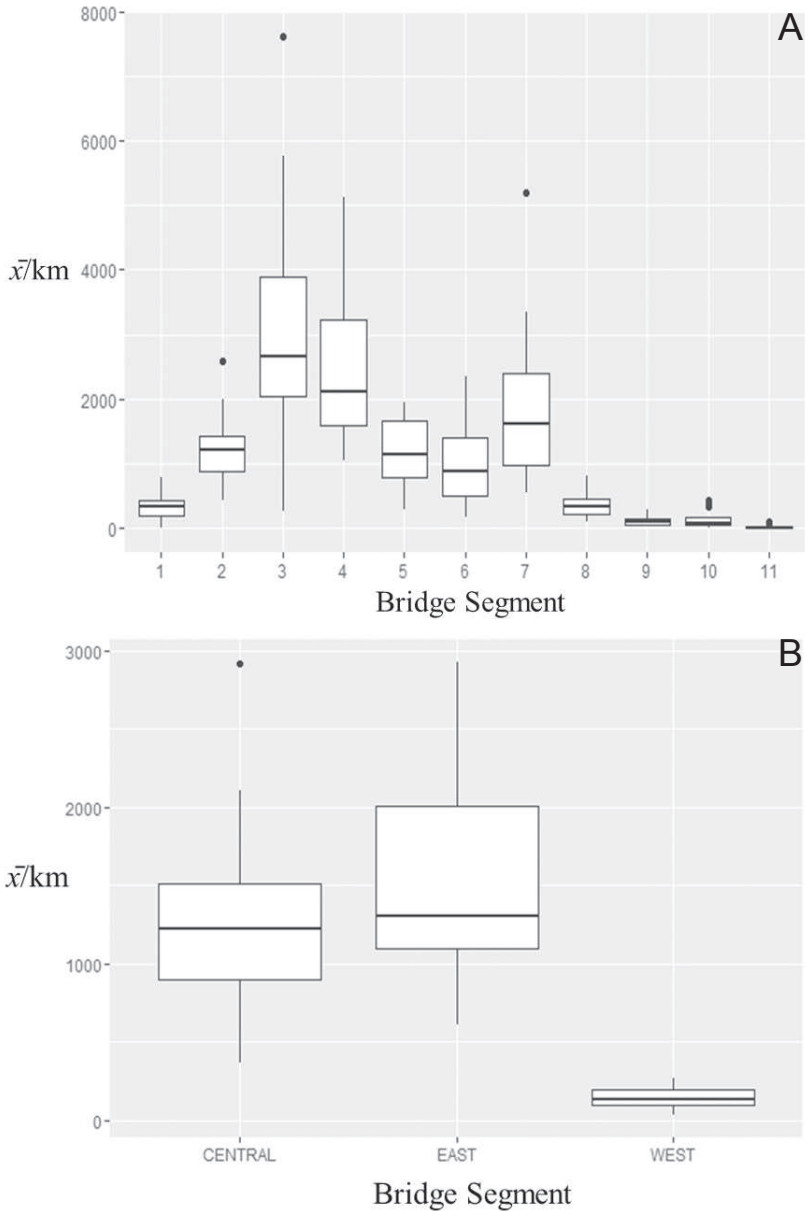 A
8000
6000
x̄/km 4000
2000
0
1 2 3 4 5 6 7 8 9 10 11
Bridge Segment
B
3000
2000
x̄/km
1000
0
CENTRAL EAST WEST
Bridge Segment